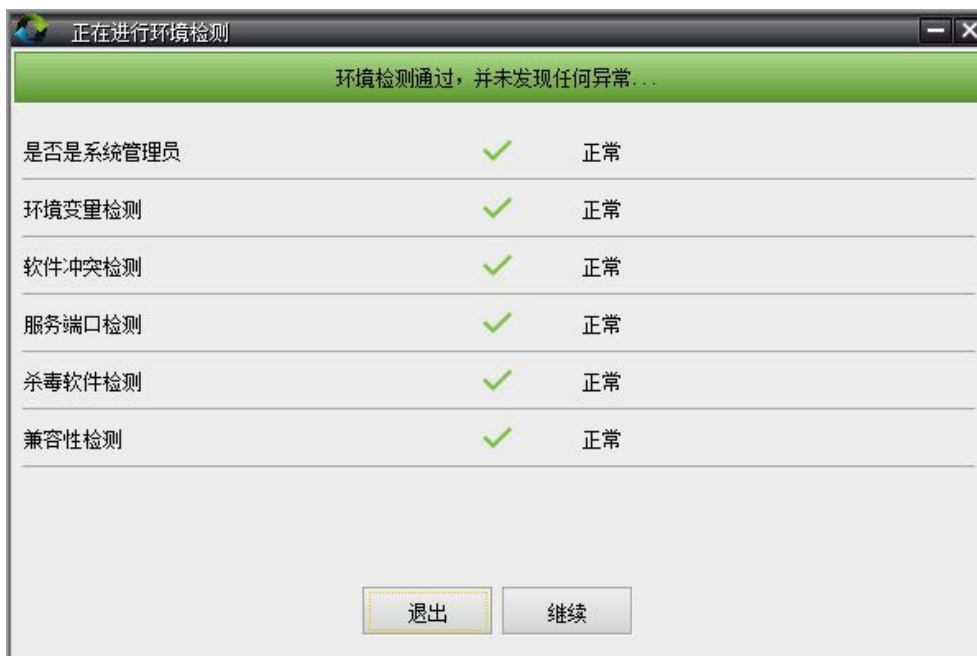 正在进行环境检测
环境检测通过，并未发现任何异常...
是否是系统管理员 正常
环境变量检测 正常
软件冲突检测 正常
服务端口检测 正常
杀毒软件检测 正常
兼容性检测 正常
退出 继续